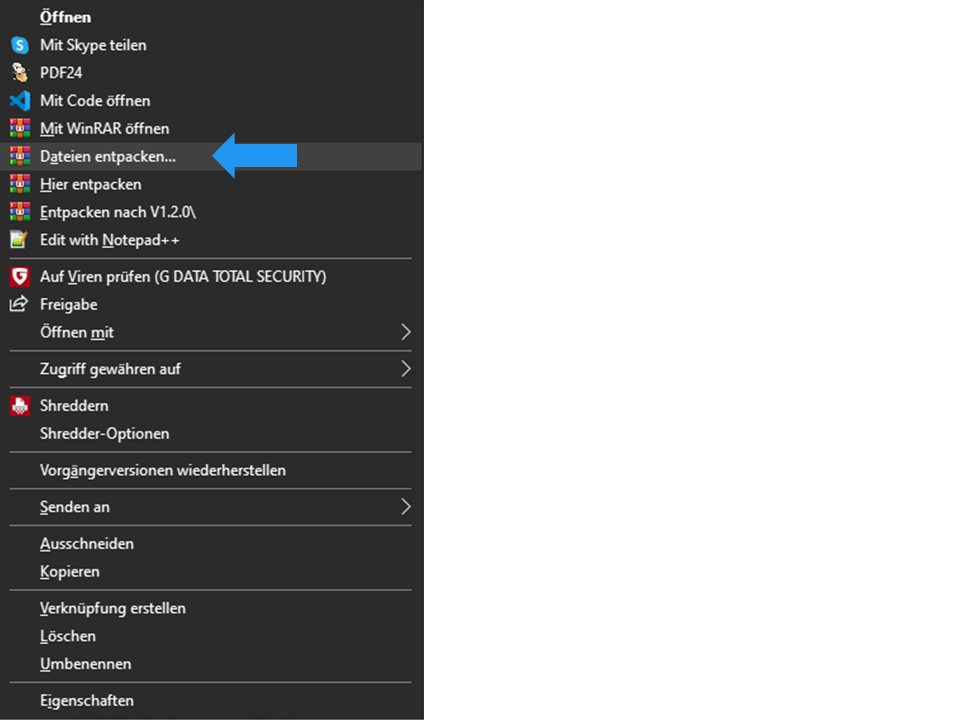 Öffnen
Mit Skype teilen
PDF24
Mit Code öffnen
Mit WinRAR öffnen
Dateien entpacken...
Hier entpacken
Entpacken nach V1.2.0\
Edit with Notepad++
Auf Viren prüfen (G DATA TOTAL SECURITY)
Freigabe
Öffnen mit
Zugriff gewähren auf
Shreddern
Shredder-Optionen
Vorgängerversionen wiederherstellen
Senden an
Ausschneiden
Kopieren
Verknüpfung erstellen
Löschen
Umbenennen
Eigenschaften